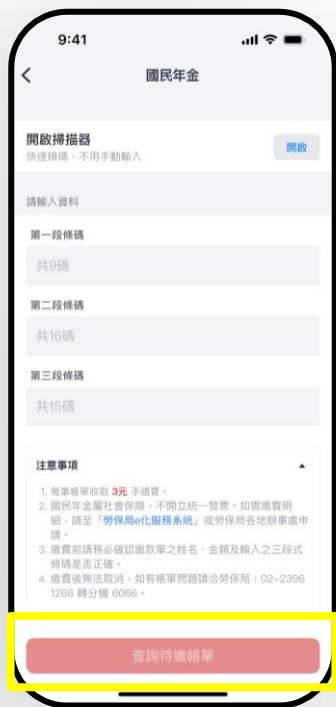 9:41
國民年金
開啟掃描器
快速掃碼，不用手動輸入
開啟
請輸入資料
第一段條碼
共9碼
第二段條碼
共16碼
第三段條碼
共15碼
注意事項
1. 每筆帳單收取 3元 手續費。
2. 國民年金屬社會保險、不開立統一發票。如需繳費明
細，請至「勞保局e化服務系統」或勞保局各地辦事處申
請。
3. 繳費前請務必確認繳款單之姓名、金額及輸入之三段式
條碼是否正確。
4. 繳費後無法取消。如有帳單問題請洽勞保局：02-2396
1266 轉分機 6066。
查詢待繳帳單